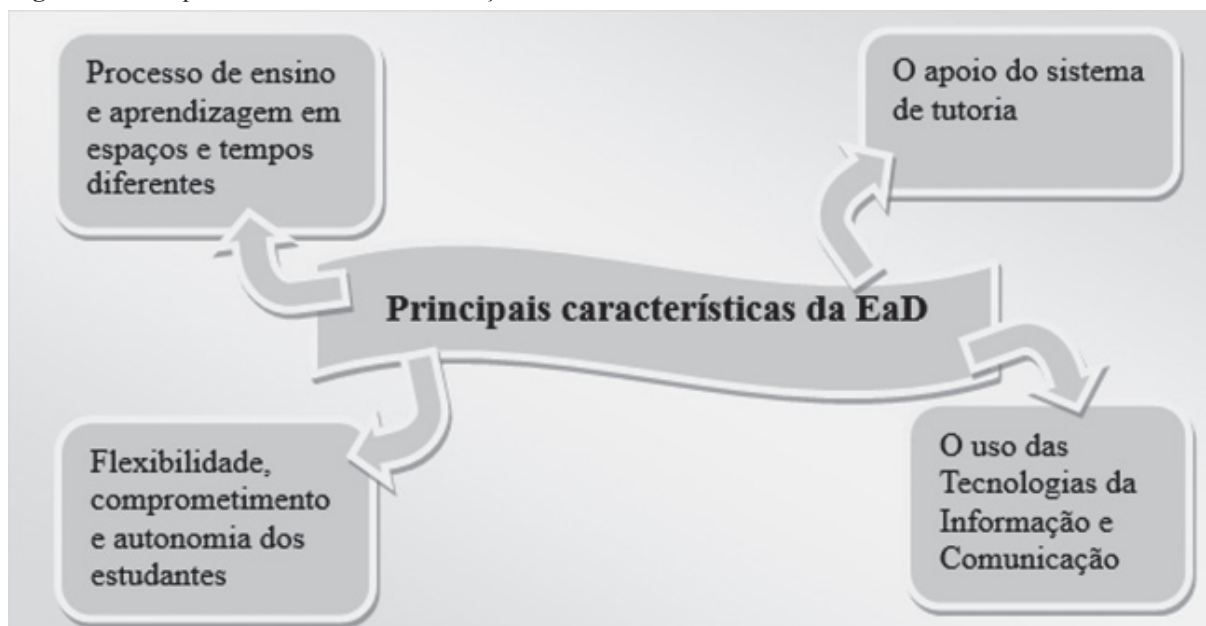 Processo de ensino
e aprendizagem em
espaços e tempos
diferentes
O apoio do sistema
de tutoria
Principais características da EaD
Flexibilidade,
comprometimento
e autonomia dos
estudantes
O uso das
Tecnologias da
Informação e
Comunicação